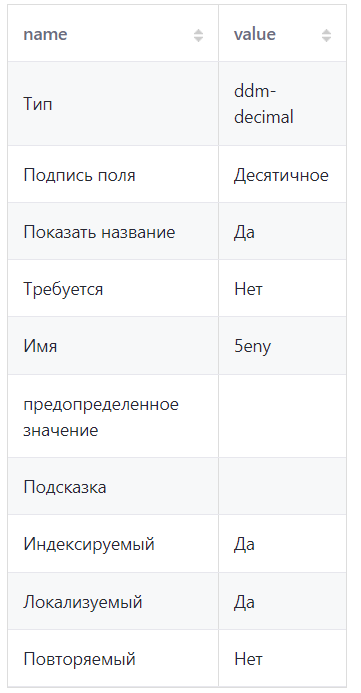 name value
Тип ddm-
decimal
Подпись поля Десятичное
Показать название Да
Требуется Нет
Имя 5eny
предопределенное
значение
Подсказка
Индексируемый Да
Локализуемый Да
Повторяемый Нет